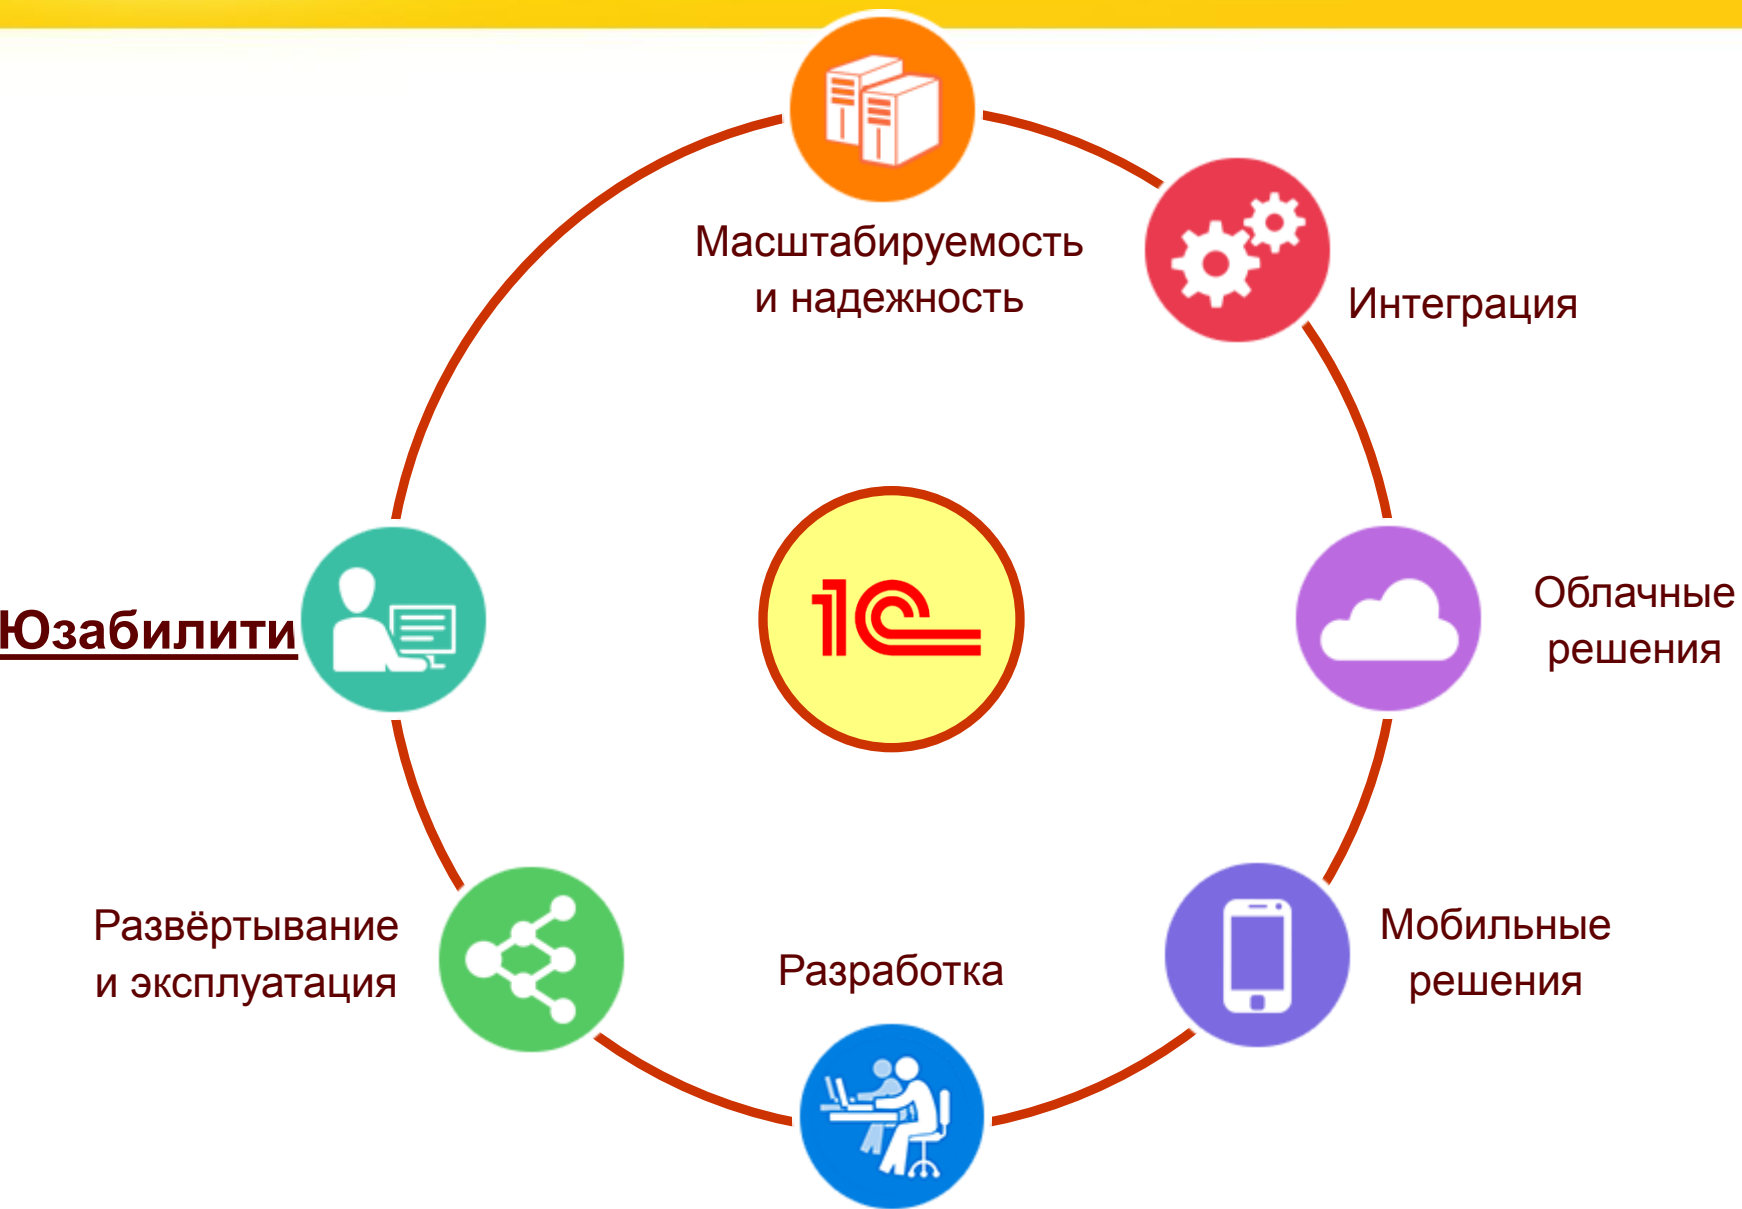 Масштабируемость
и надежность
Интеграция
Облачные
решения
Мобильные
решения
Разработка
Развёртывание
и эксплуатация
Юзабилити
1С